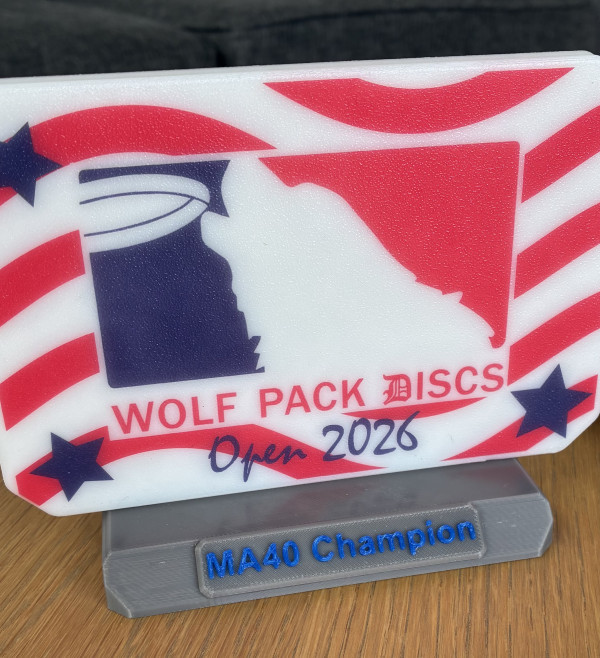 WOLF PACK DISCS
Open 2026
MA40 Champion